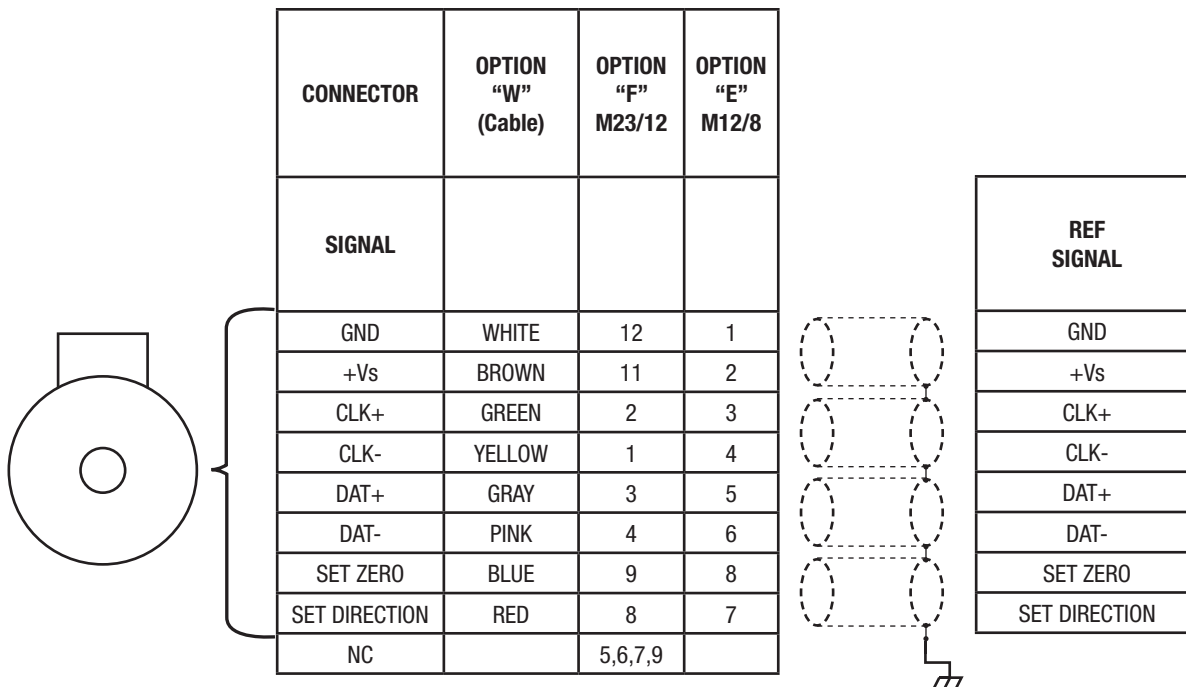 CONNECTOR
OPTION
“W”
(Cable)
OPTION
“F”
M23/12
OPTION
“E”
M12/8
SIGNAL
REF
SIGNAL
GND WHITE 12 1 GND
+Vs BROWN 11 2 +Vs
CLK+ GREEN 2 3 CLK+
CLK- YELLOW 1 4 CLK-
DAT+ GRAY 3 5 DAT+
DAT- PINK 4 6 DAT-
SET ZERO BLUE 9 8 SET ZERO
SET DIRECTION RED 8 7 SET DIRECTION
NC 5,6,7,9